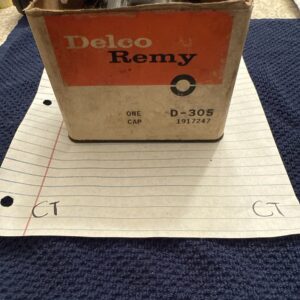 Delco
Remy
ONE D-305
CAP 1917247
CT CT